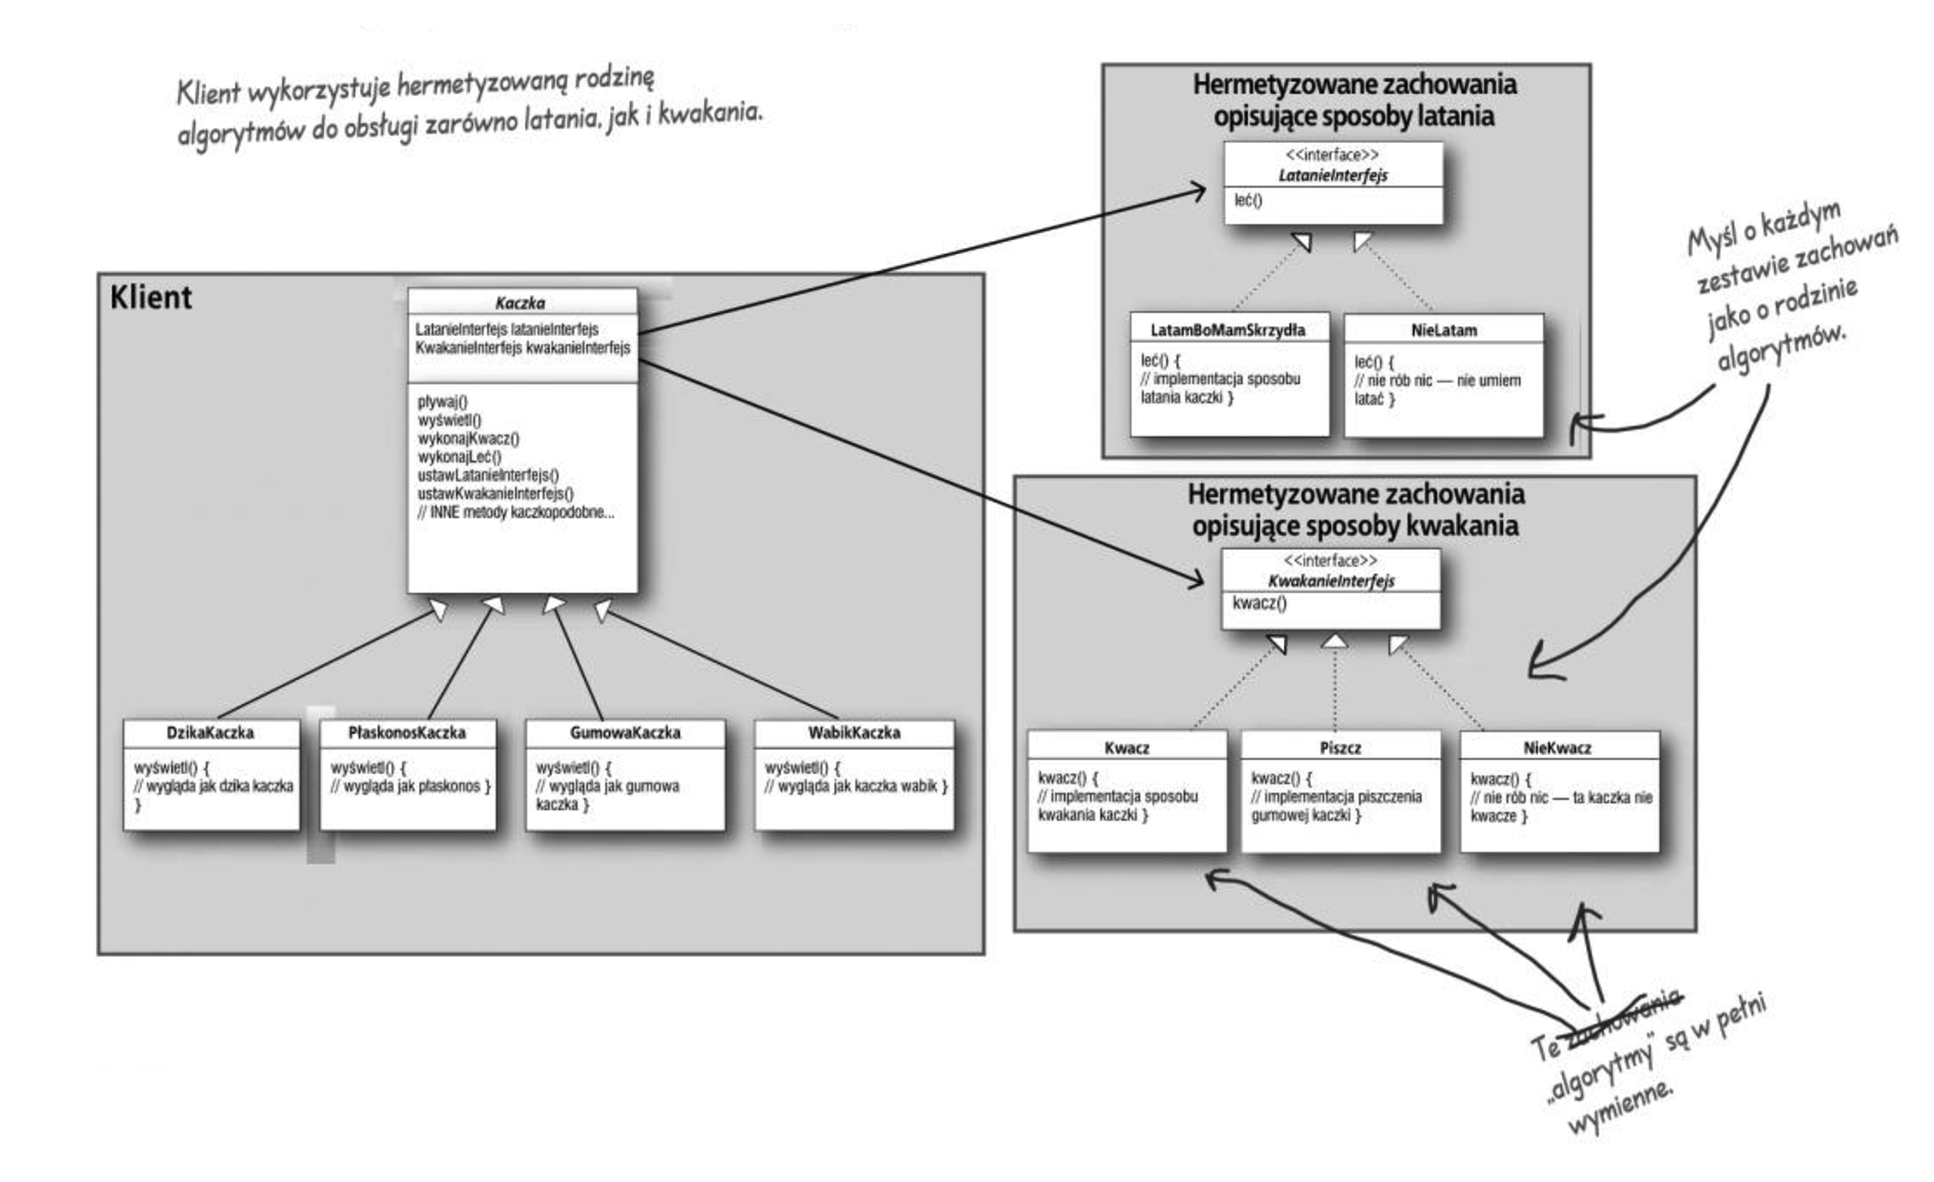 Klient wykorzystuje hermetyzowaną rodzinę
algorytmów do obsługi zarówno latania, jak i kwakania.
Klient
Kaczka
LatanieInterfejs latanieInterfejs
KwakanieInterfejs kwakanieInterfejs
pływaj()
wyświetl()
wykonajKwacz()
wykonajLeć()
ustawLatanieInterfejs()
ustawKwakanieInterfejs()
// INNE metody kaczkopodobne...
DzikaKaczka
wyświetl() {
// wygląda jak dzika kaczka
}
PłaskonosKaczka
wyświetl() {
// wygląda jak płaskonos }
GumowaKaczka
wyświetl() {
// wygląda jak gumowa
kaczka }
WabikKaczka
wyświetl() {
// wygląda jak kaczka wabik }
Hermetyzowane zachowania
opisujące sposoby latania
<<interface>>
LatanieInterfejs
leć()
LatamBoMamSkrzydła
leć() {
// implementacja sposobu
latania kaczki }
NieLatam
leć() {
// nie rób nic — nie umiem
latać }
Myśl o każdym
zestawie zachowań
jako o rodzinie
algorytmów.
Hermetyzowane zachowania
opisujące sposoby kwakania
<<interface>>
KwakanieInterfejs
kwacz()
Kwacz
kwacz() {
// implementacja sposobu
kwakania kaczki }
Piszcz
kwacz() {
// implementacja piszczenia
gumowej kaczki }
NieKwacz
kwacz() {
// nie rób nic — ta kaczka nie
kwacze }
Te zachowania
„algorytmy” są w pełni
wymienne.